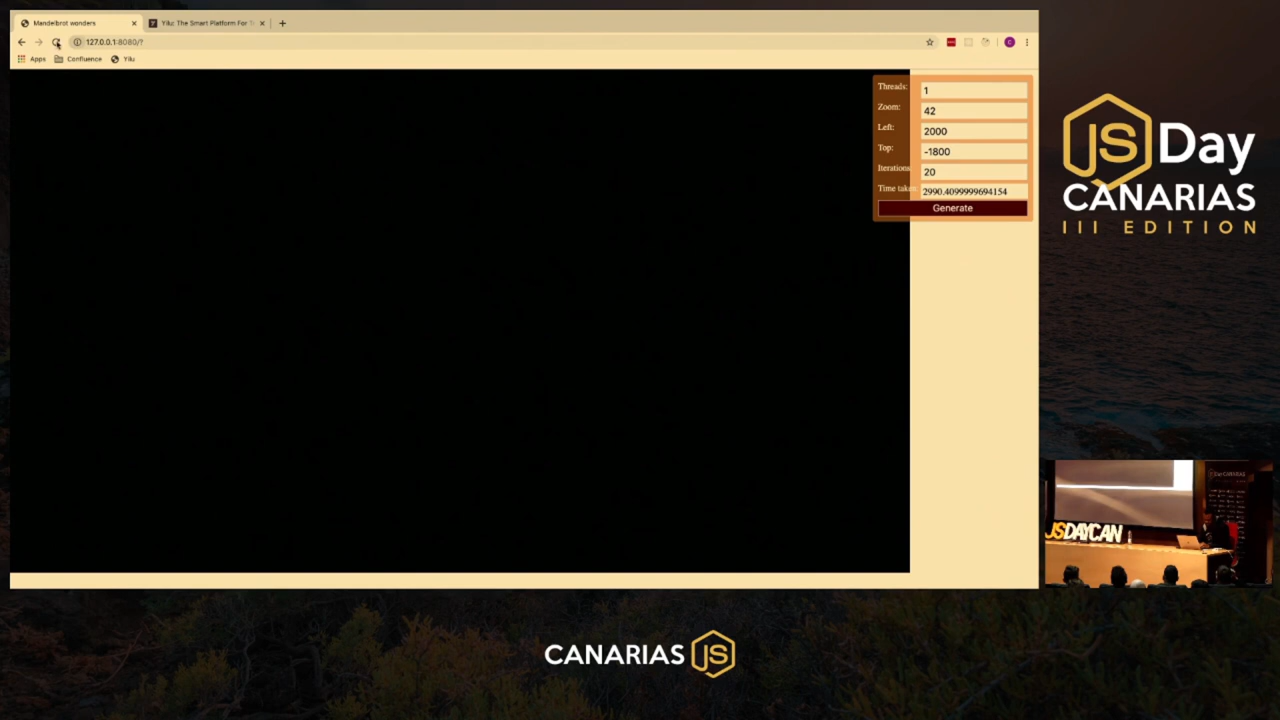 Mandelbrot wonders
Yilu: The Smart Platform For
127.0.0.1:8080/?
Apps
Confluence
Yilu
Threads: 1
Zoom: 42
Left: 2000
Top: -1800
Iterations 20
Time taken 2990.4099999694154
Generate
JS Day
CANARIAS
III EDITION
JSDAYCAN
CANARIAS JS